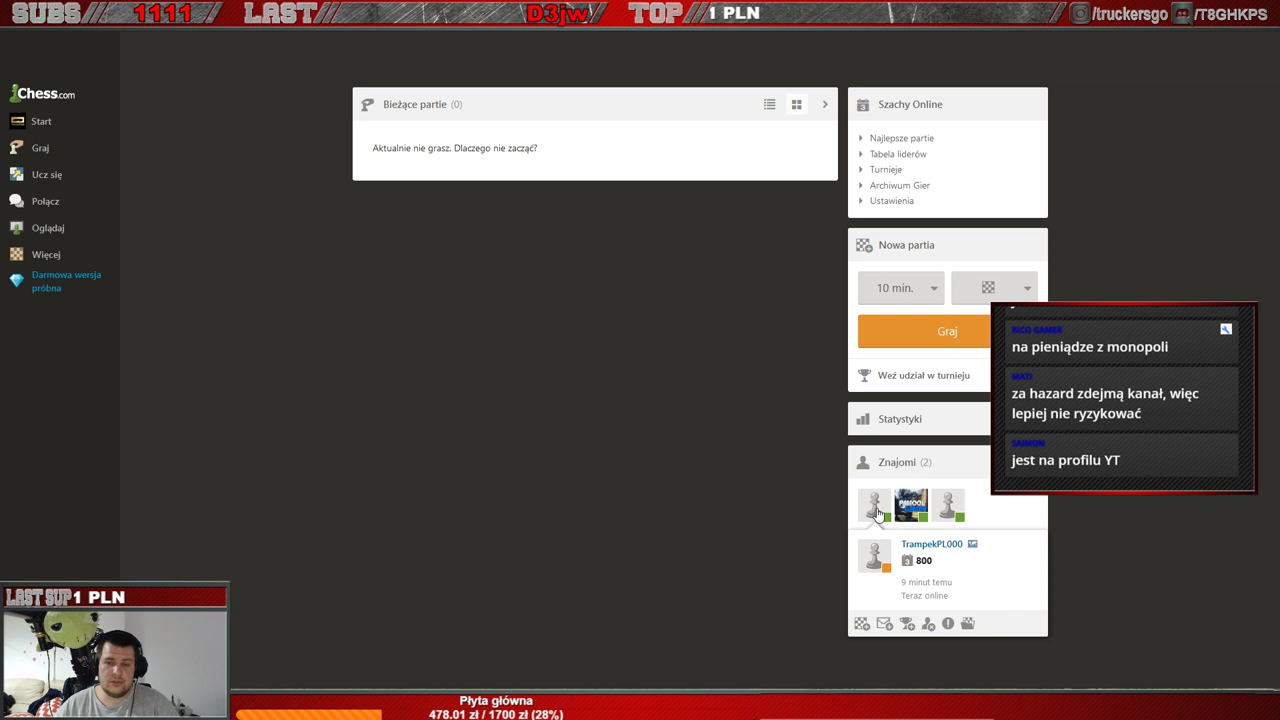 SUBS 1111 LAST D3jw TOP 1 PLN /truckersgo /T8GHKPS
Chess.com
Start
Graj
Ucz się
Połącz
Oglądaj
Więcej
Darmowa wersja
próbna
Bieżące partie (0)
Aktualnie nie grasz. Dlaczego nie zacząć?
Szachy Online
Najlepsze partie
Tabela liderów
Turnieje
Archiwum Gier
Ustawienia
Nowa partia
10 min.
Graj
Weź udział w turnieju
Statystyki
Znajomi (2)
TrampekPL000
800
9 minut temu
Teraz online
RICO GAMER
na pieniądze z monopoli
MATI
za hazard zdejmą kanał, więc
lepiej nie ryzykować
SAIMON
jest na profilu YT
LAST SUP 1 PLN
Płyta główna
478.01 zł / 1700 zł (28%)